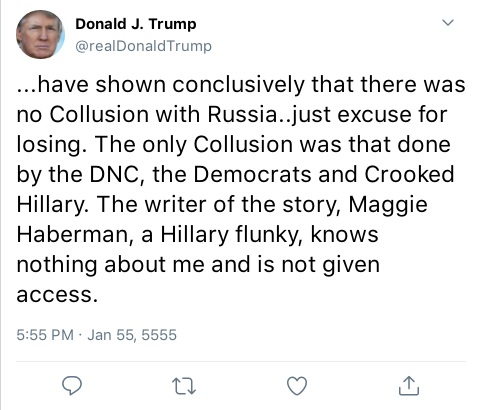 Donald J. Trump
@realDonaldTrump
...have shown conclusively that there was
no Collusion with Russia..just excuse for
losing. The only Collusion was that done
by the DNC, the Democrats and Crooked
Hillary. The writer of the story, Maggie
Haberman, a Hillary flunky, knows
nothing about me and is not given
access.
5:55 PM · Jan 55, 5555